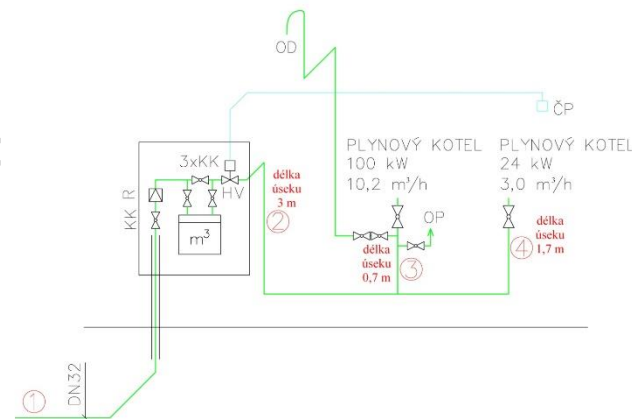 OD
ČP
PLYNOVÝ KOTEL
100 kW
10,2 m³/h
PLYNOVÝ KOTEL
24 kW
3,0 m³/h
3xKK
HV
KK R
m³
délka
úseku
3 m
②
OP
délka
úseku
0,7 m
③
④
délka
úseku
1,7 m
①
DN32